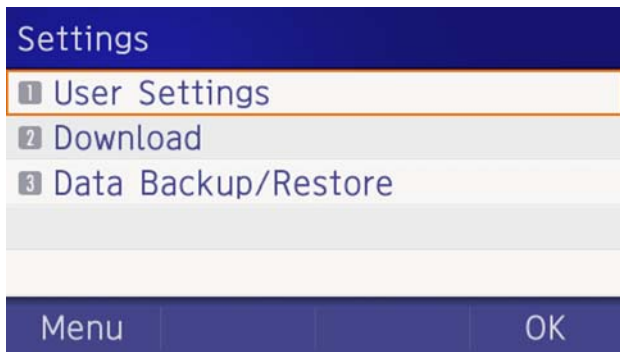 Settings
1 User Settings
2 Download
3 Data Backup/Restore
Menu OK